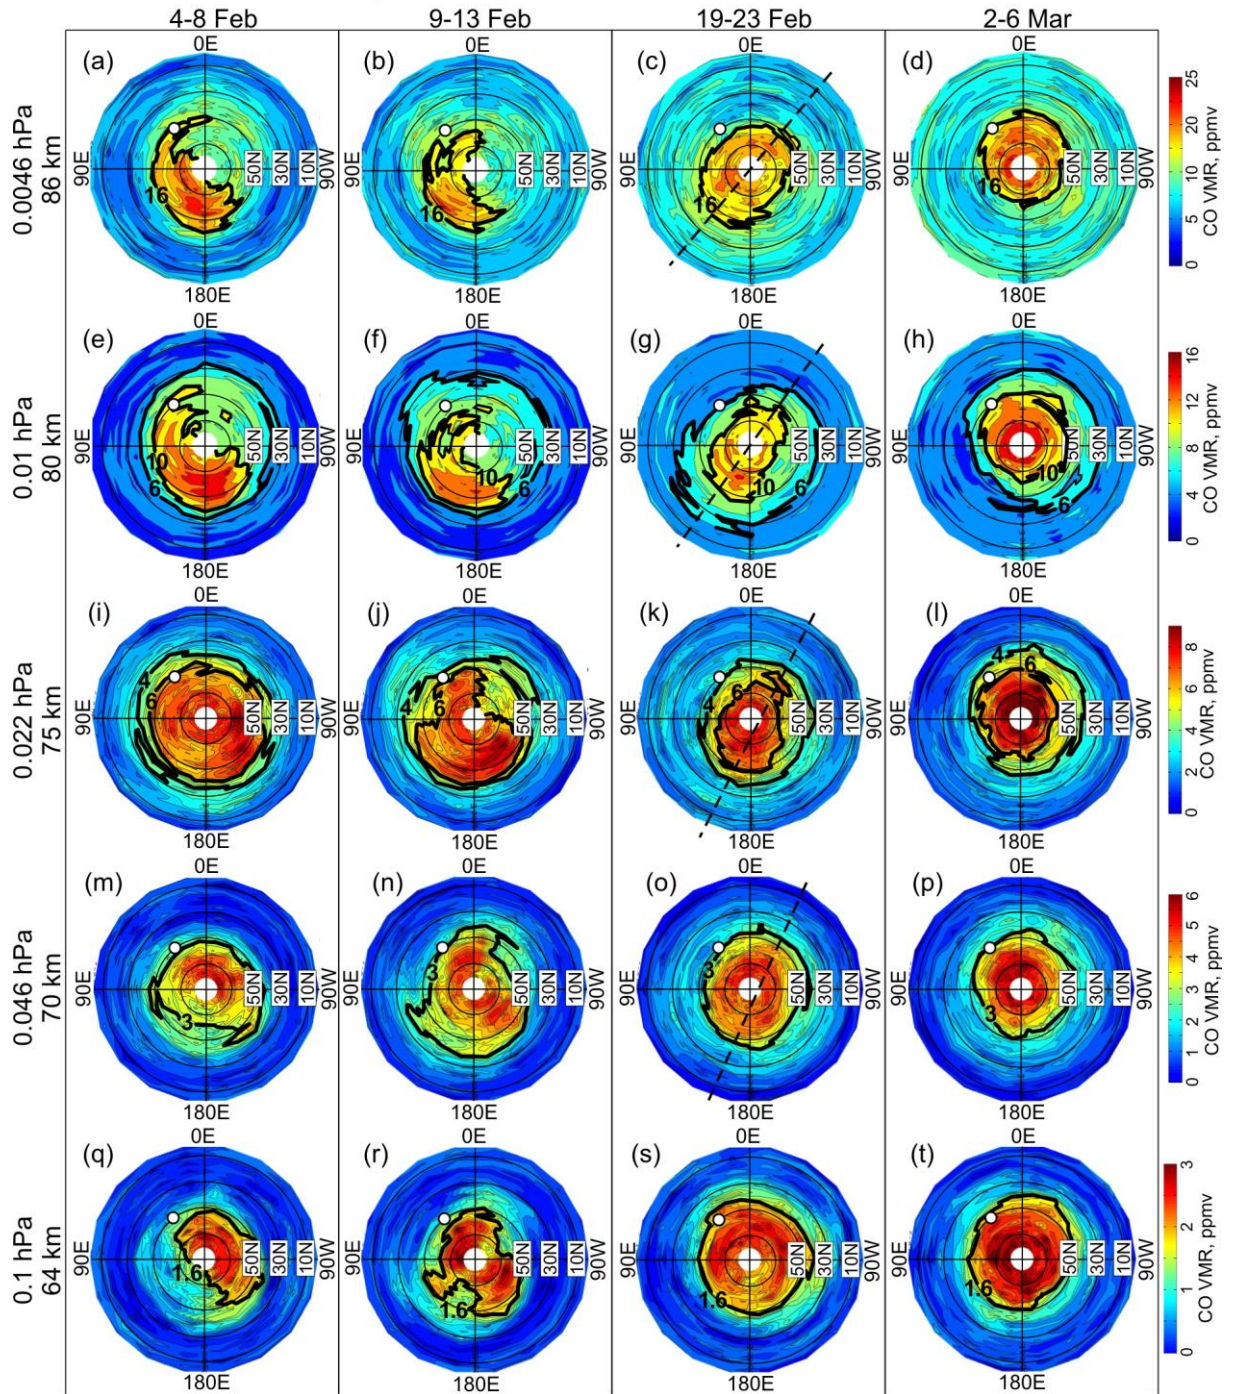 4-8 Feb 9-13 Feb 19-23 Feb 2-6 Mar
0.0046 hPa
86 km
(a) 0E 90E 16 50N 30N 10N 90W 180E
(b) 0E 90E 16 50N 30N 10N 90W 180E
(c) 0E 90E 16 50N 30N 10N 90W 180E
(d) 0E 90E 16 50N 30N 10N 90W 180E
25
20
15
10
5
0
CO VMR, ppmv
0.01 hPa
80 km
(e) 0E 90E 10 6 50N 30N 10N 90W 180E
(f) 0E 90E 10 6 50N 30N 10N 90W 180E
(g) 0E 90E 10 6 50N 30N 10N 90W 180E
(h) 0E 90E 10 6 50N 30N 10N 90W 180E
16
14
12
10
8
6
4
2
0
CO VMR, ppmv
0.022 hPa
75 km
(i) 0E 4 6 90E 50N 30N 10N 90W 180E
(j) 0E 4 6 90E 50N 30N 10N 90W 180E
(k) 0E 4 6 90E 50N 30N 10N 90W 180E
(l) 0E 4 6 90E 50N 30N 10N 90W 180E
8
6
4
2
0
CO VMR, ppmv
0.046 hPa
70 km
(m) 0E 90E 3 50N 30N 10N 90W 180E
(n) 0E 90E 3 50N 30N 10N 90W 180E
(o) 0E 90E 3 50N 30N 10N 90W 180E
(p) 0E 90E 3 50N 30N 10N 90W 180E
6
5
4
3
2
1
0
CO VMR, ppmv
0.1 hPa
64 km
(q) 0E 90E 1.6 50N 30N 10N 90W 180E
(r) 0E 90E 1.6 50N 30N 10N 90W 180E
(s) 0E 90E 1.6 50N 30N 10N 90W 180E
(t) 0E 90E 1.6 50N 30N 10N 90W 180E
3
2
1
0
CO VMR, ppmv